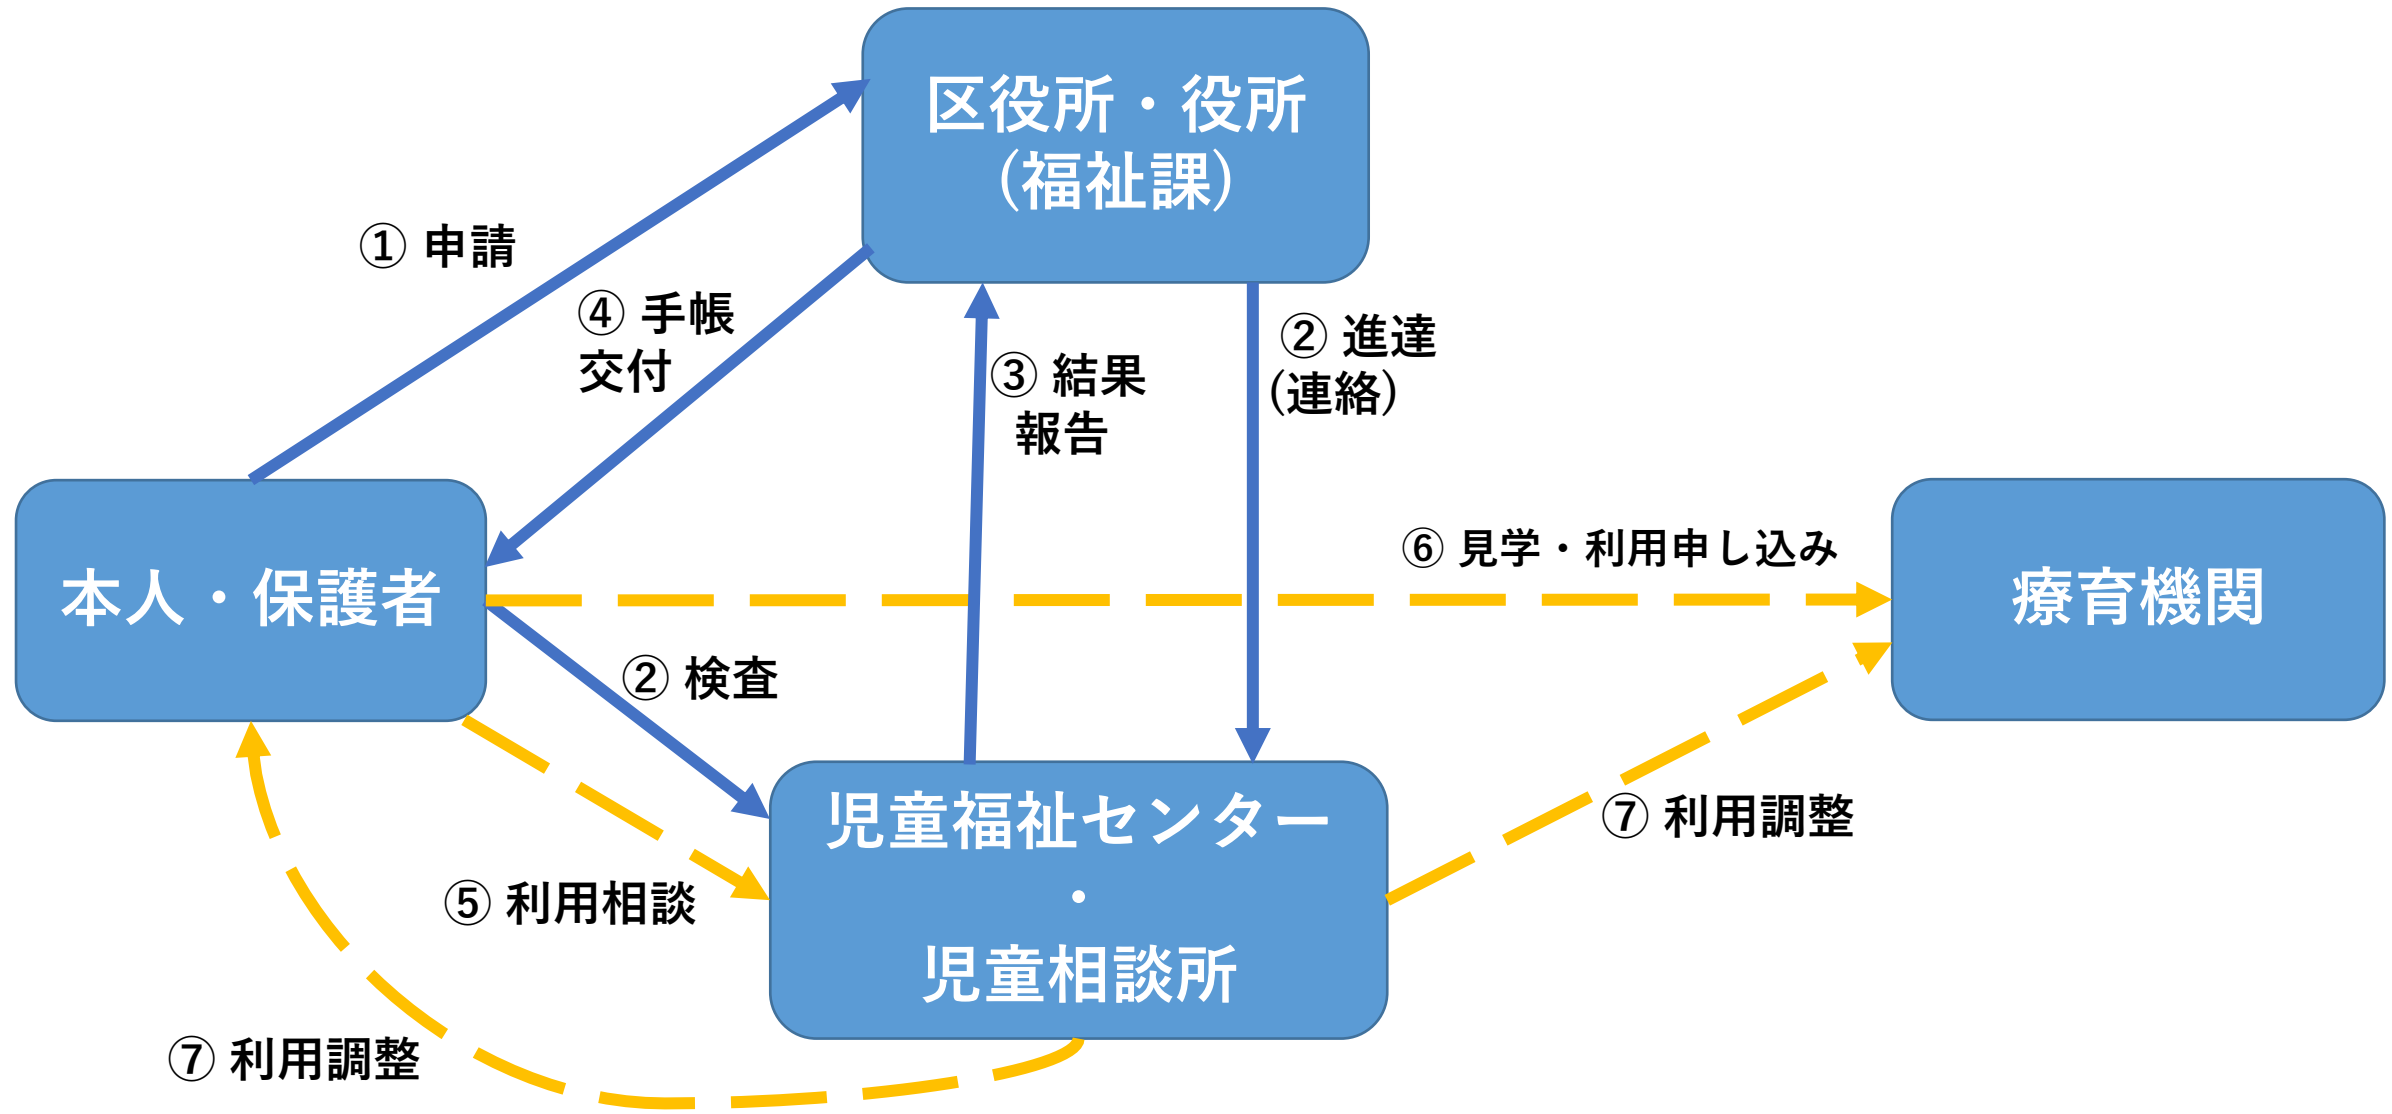 区役所・役所
(福祉課)
① 申請
④ 手帳
交付
② 進達
(連絡)
③ 結果
報告
本人・保護者
⑥ 見学・利用申し込み
療育機関
② 検査
児童福祉センター
・
児童相談所
⑦ 利用調整
⑤ 利用相談
⑦ 利用調整